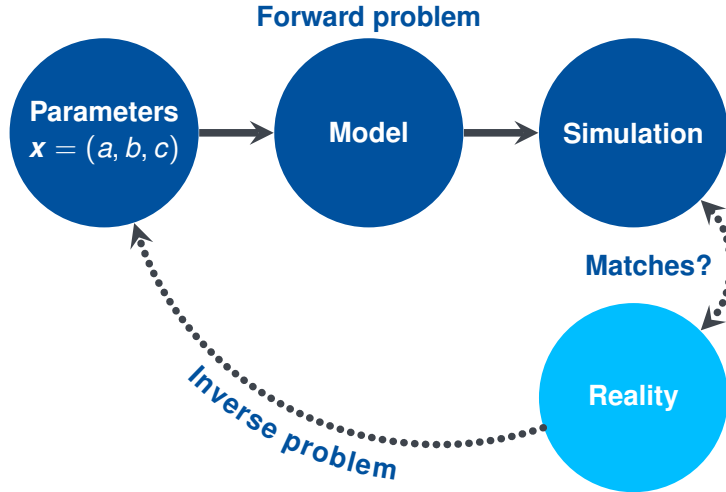 Forward problem
Parameters
x = (a, b, c)
Model
Simulation
Matches?
Reality
Inverse problem